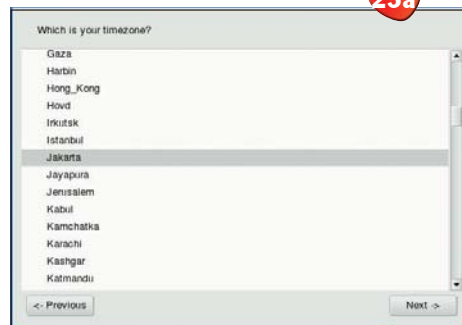 25a
Which is your timezone?
Gaza
Harbin
Hong_Kong
Hovd
Irkutsk
Istanbul
Jakarta
Jayapura
Jerusalem
Kabul
Kamchatka
Karachi
Kashgar
Katmandu
<- Previous
Next ->